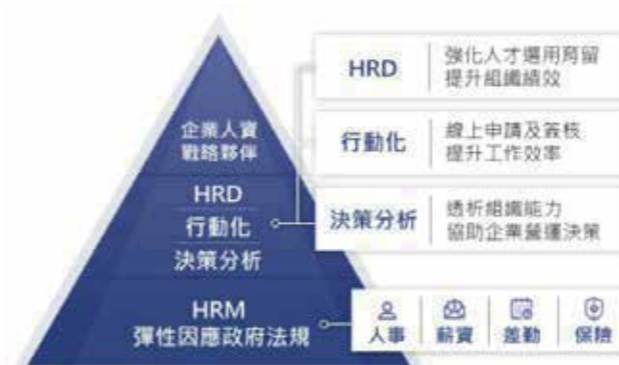 企業人資
戰略夥伴
HRD
行動化
決策分析
HRM
彈性因應政府法規
HRD
強化人才選用育留
提升組織績效
行動化
線上申請及簽核
提升工作效率
決策分析
透析組織能力
協助企業營運決策
人事
薪資
差勤
保險